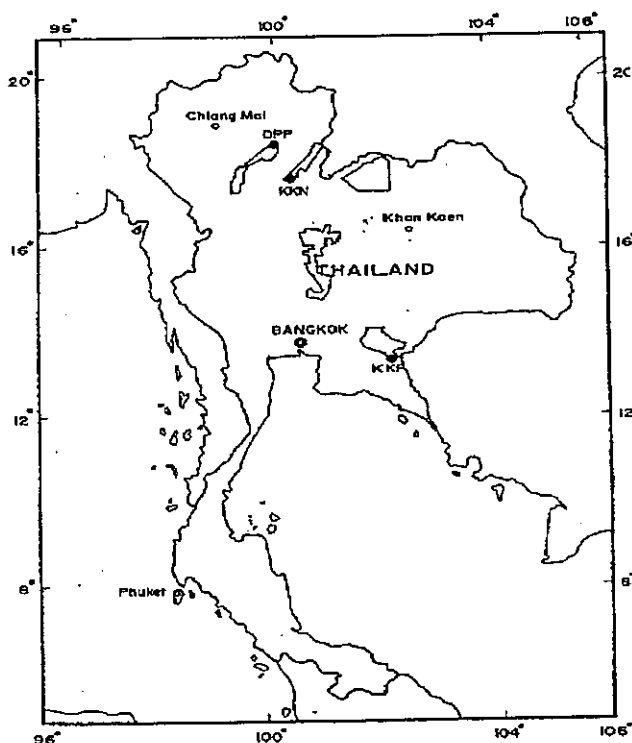 96° 100° 104° 106°
20° 20
Chiang Mai
DPP
KKN
Khon Kaen
16° 16°
THAILAND
BANGKOK
KKF
12° 12°
8° 8°
Phuket
96° 100° 104° 106°